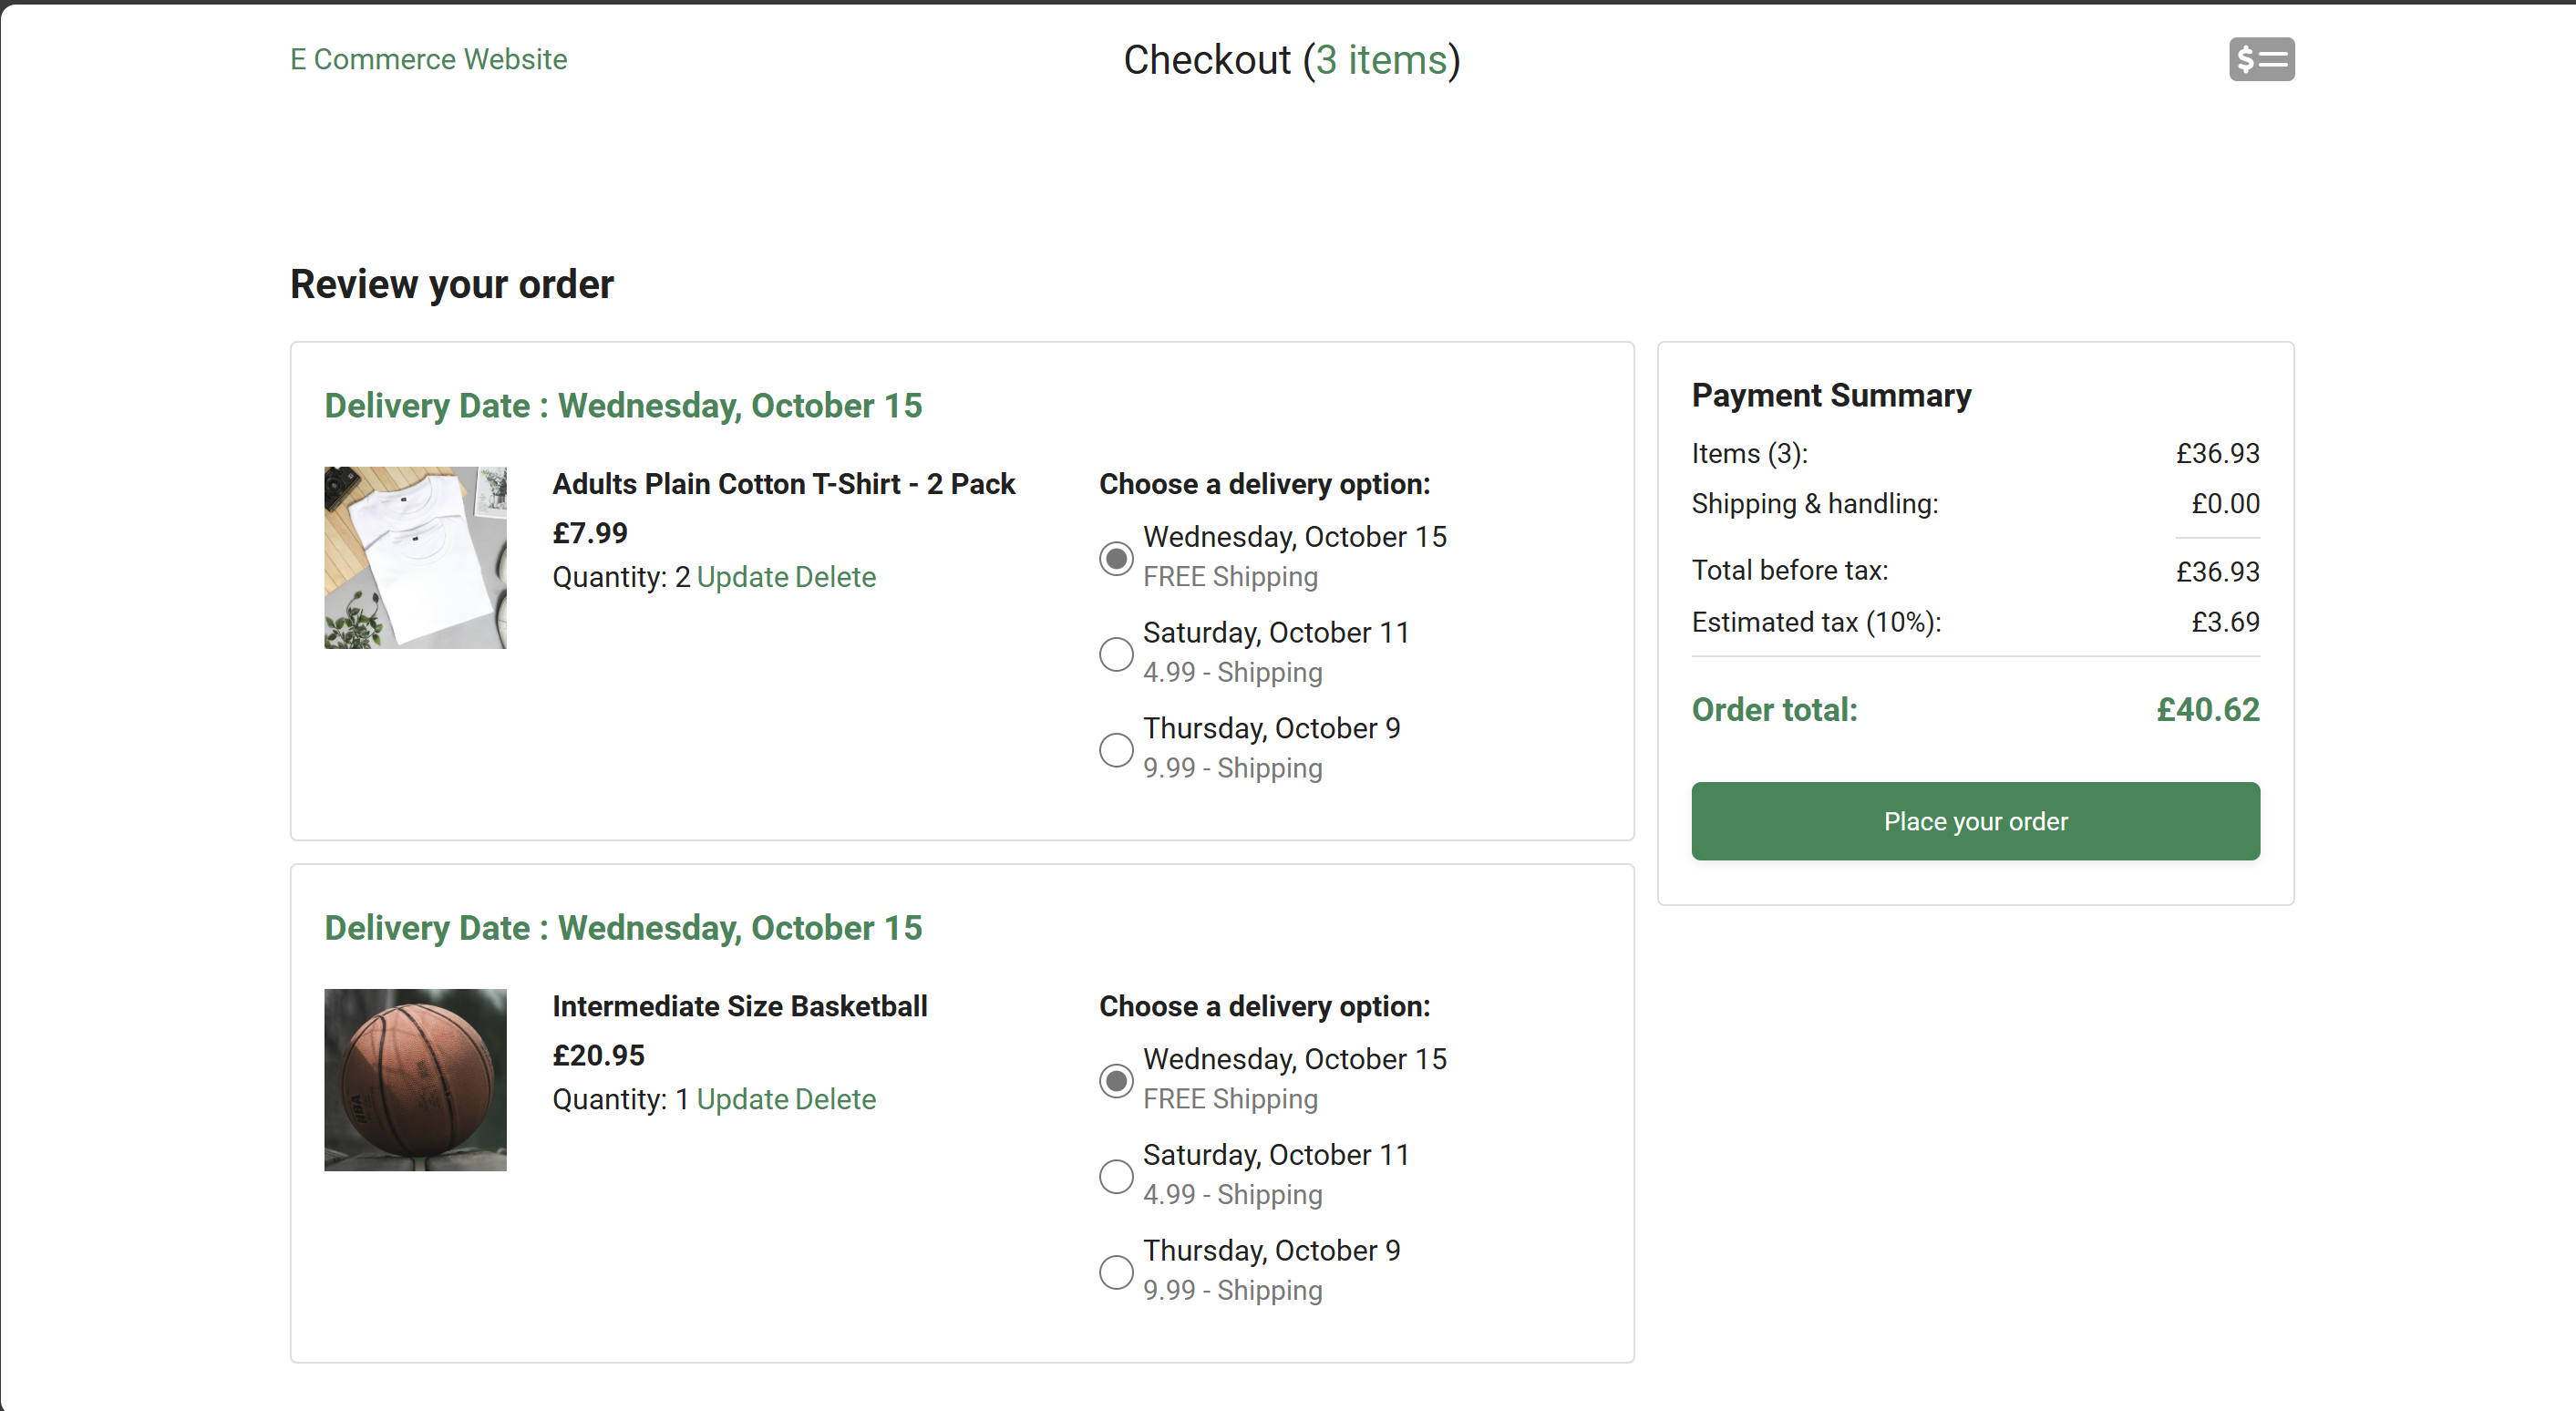 E Commerce Website
Checkout (3 items)
$
Review your order
Delivery Date : Wednesday, October 15
Adults Plain Cotton T-Shirt - 2 Pack
£7.99
Quantity: 2 Update Delete
Choose a delivery option:
Wednesday, October 15
FREE Shipping
Saturday, October 11
4.99 - Shipping
Thursday, October 9
9.99 - Shipping
Delivery Date : Wednesday, October 15
Intermediate Size Basketball
£20.95
Quantity: 1 Update Delete
Choose a delivery option:
Wednesday, October 15
FREE Shipping
Saturday, October 11
4.99 - Shipping
Thursday, October 9
9.99 - Shipping
Payment Summary
Items (3): £36.93
Shipping & handling: £0.00
Total before tax: £36.93
Estimated tax (10%): £3.69
Order total: £40.62
Place your order